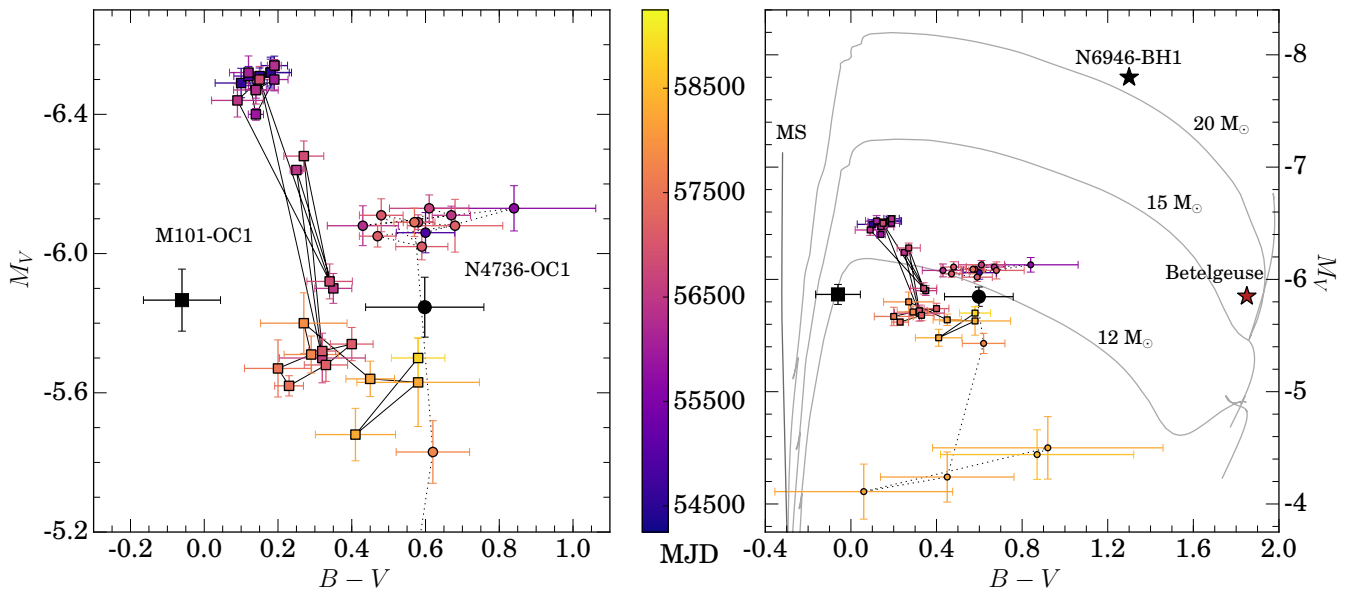 -6.4
-6.0
-5.6
-5.2
M_V
M101-OC1
N4736-OC1
-0.2 0.0 0.2 0.4 0.6 0.8 1.0
B − V
58500
57500
56500
55500
54500
MJD
N6946-BH1
MS
20 M☉
15 M☉
Betelgeuse
12 M☉
-8
-7
-6
-5
-4
M_V
-0.4 0.0 0.4 0.8 1.2 1.6 2.0
B − V